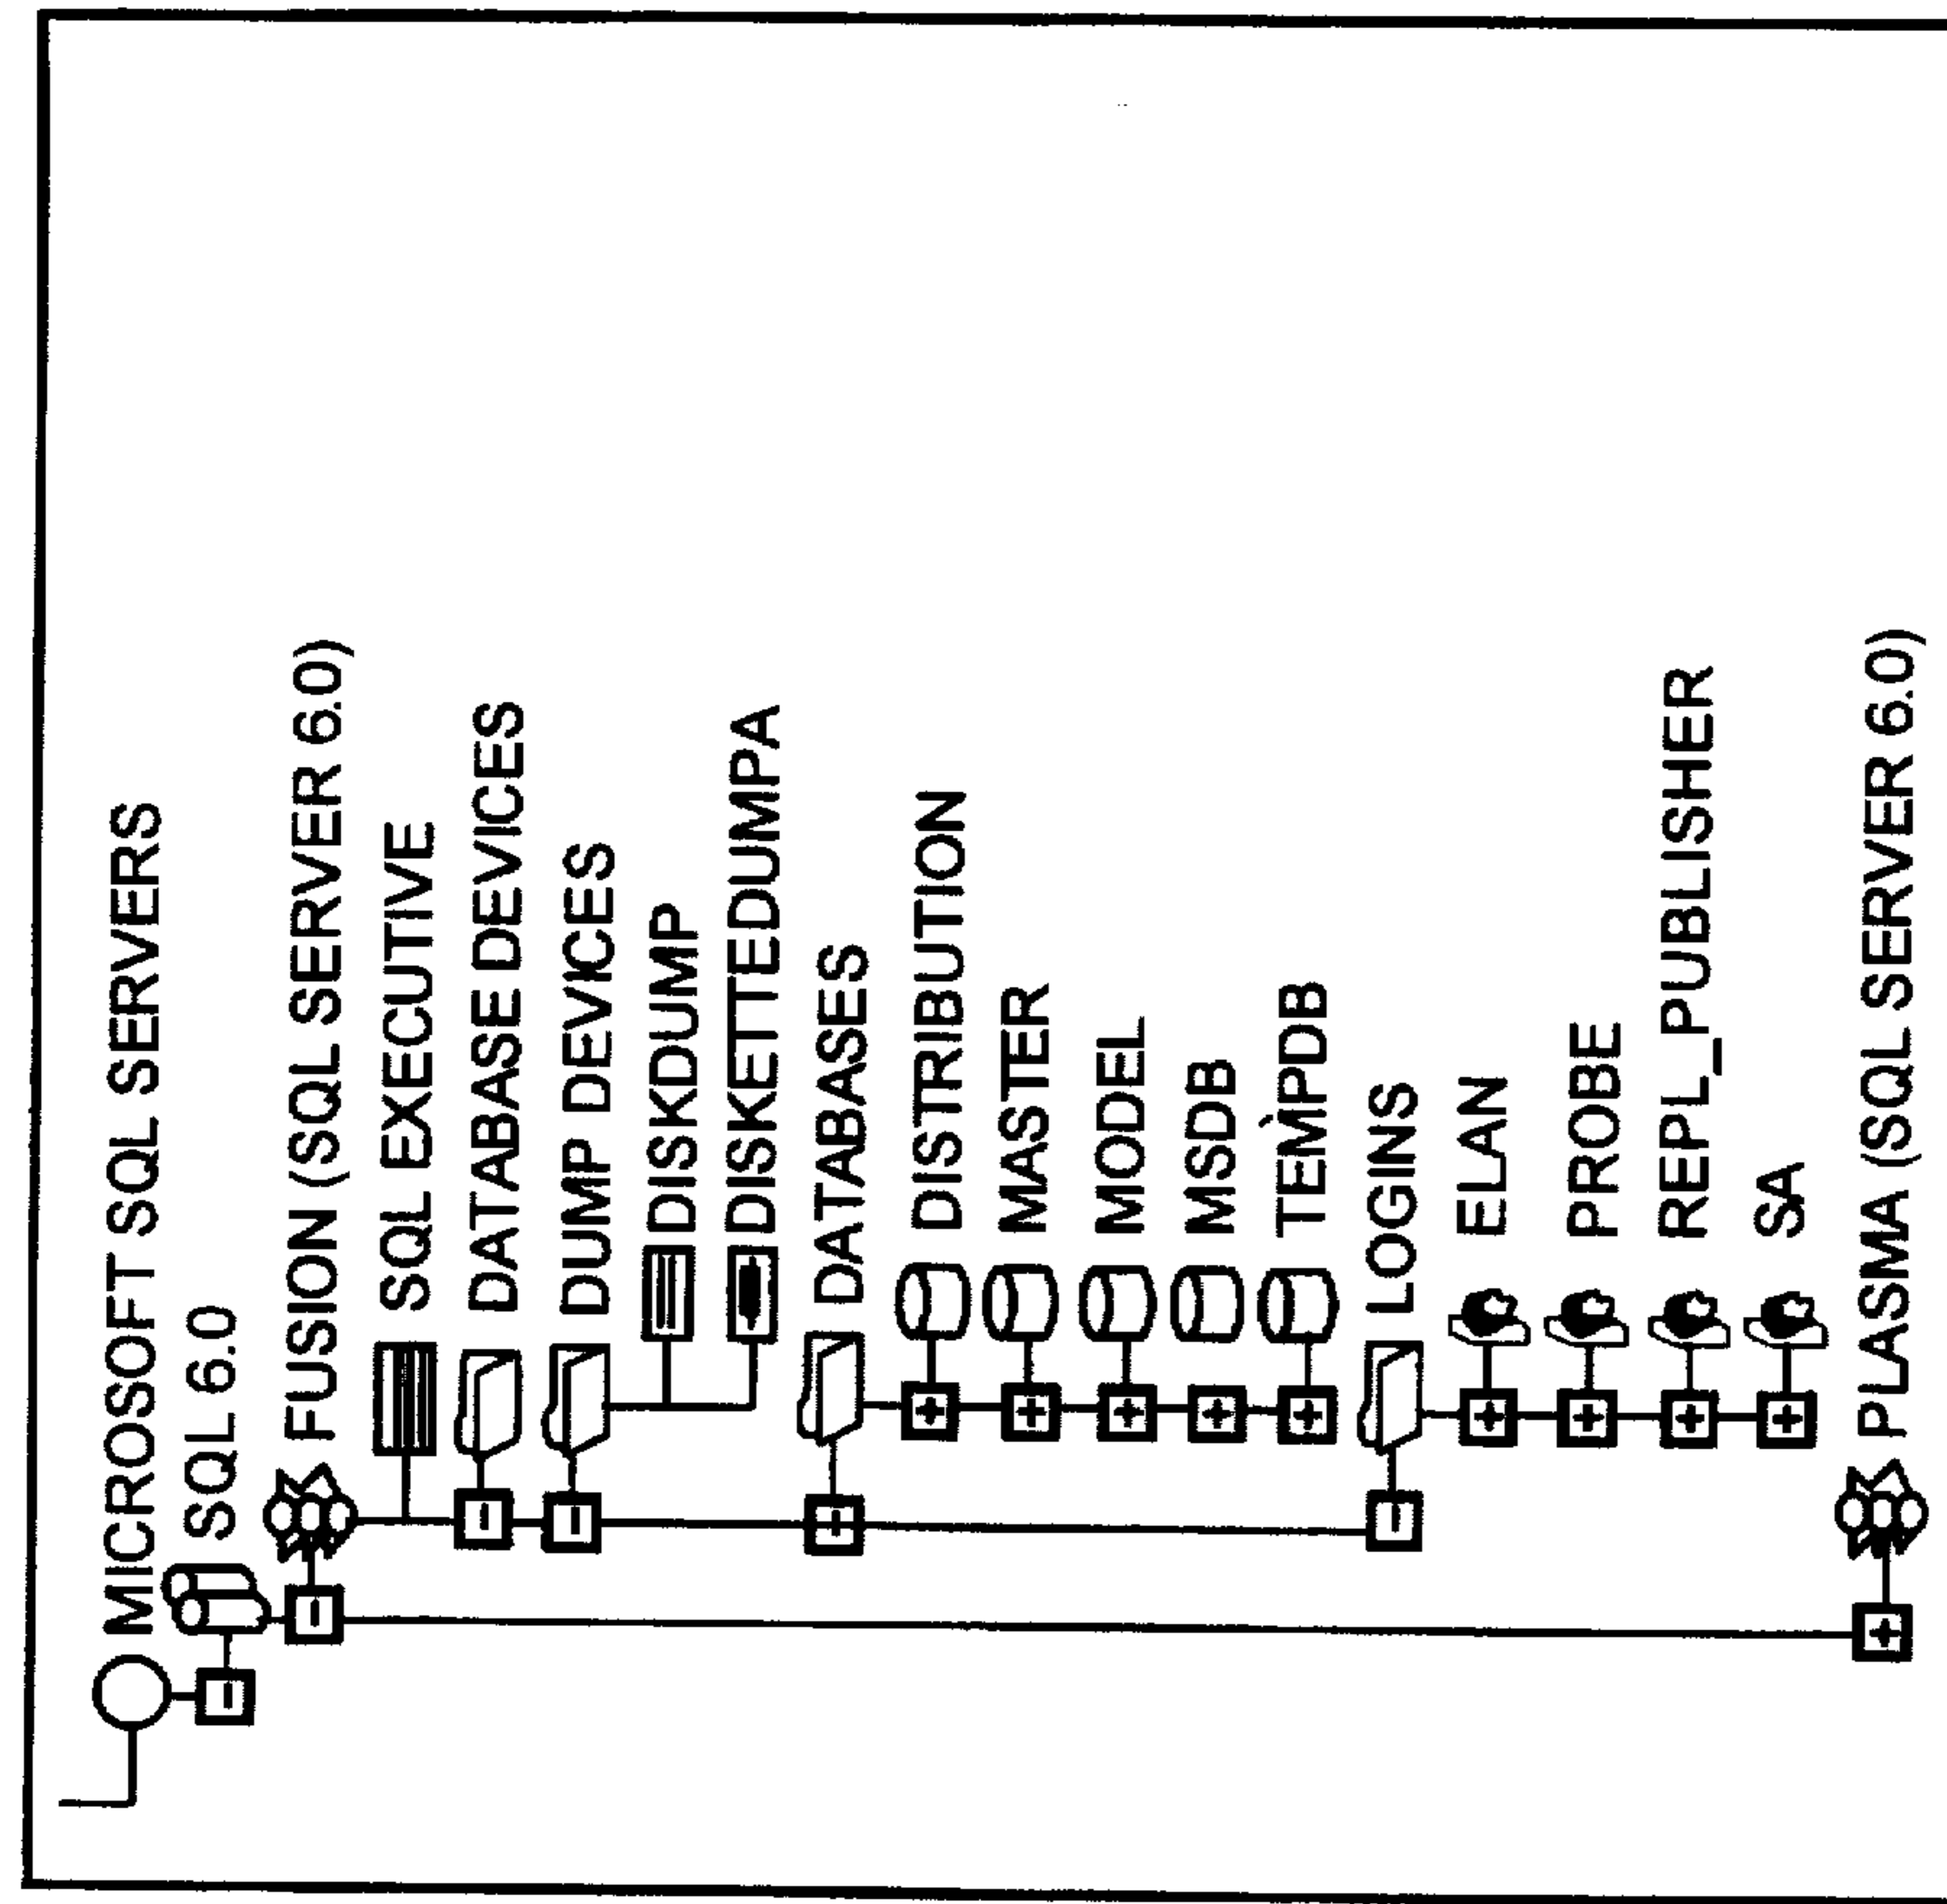 MICROSOFT SQL SERVERS
SQL 6.0
FUSION (SQL SERVER 6.0)
SQL EXECUTIVE
DATABASE DEVICES
DUMP DEVICES
DISKDUMP
DISKETTEDUMPA
DATABASES
DISTRIBUTION
MASTER
MODEL
MSDB
TEMPDB
LOGINS
ELAN
PROBE
REPL_PUBLISHER
SA
PLASMA (SQL SERVER 6.0)